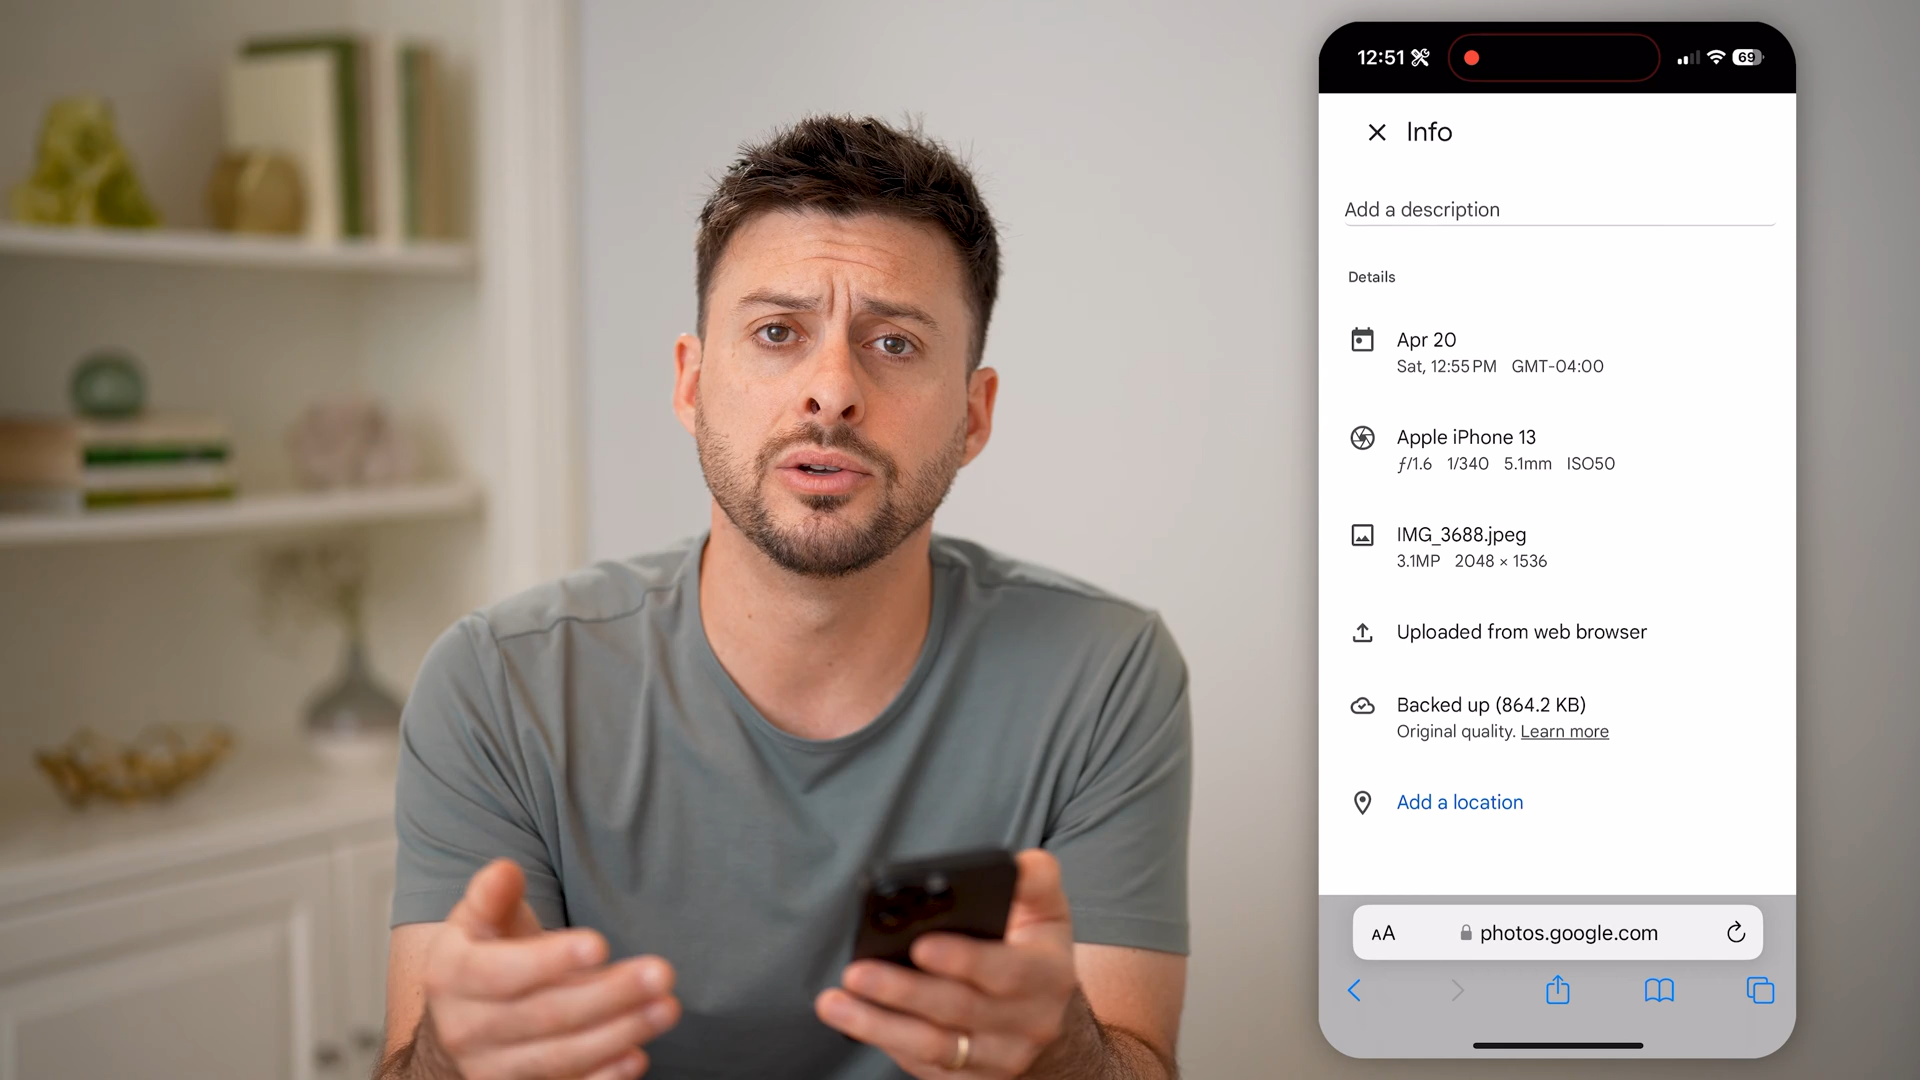 12:51
69
Info
Add a description
Details
Apr 20
Sat, 12:55 PM GMT-04:00
Apple iPhone 13
ƒ/1.6 1/340 5.1mm ISO50
IMG_3688.jpeg
3.1MP 2048 × 1536
Uploaded from web browser
Backed up (864.2 KB)
Original quality. Learn more
Add a location
AA photos.google.com